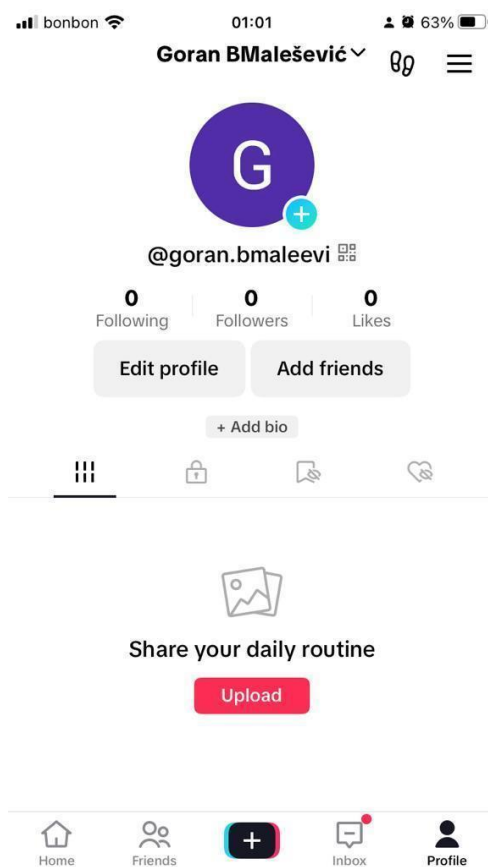 bonbon 01:01 63%
Goran BMalešević
G
@goran.bmaleevi
0 0 0
Following Followers Likes
Edit profile Add friends
+ Add bio
Share your daily routine
Upload
Home Friends Inbox Profile